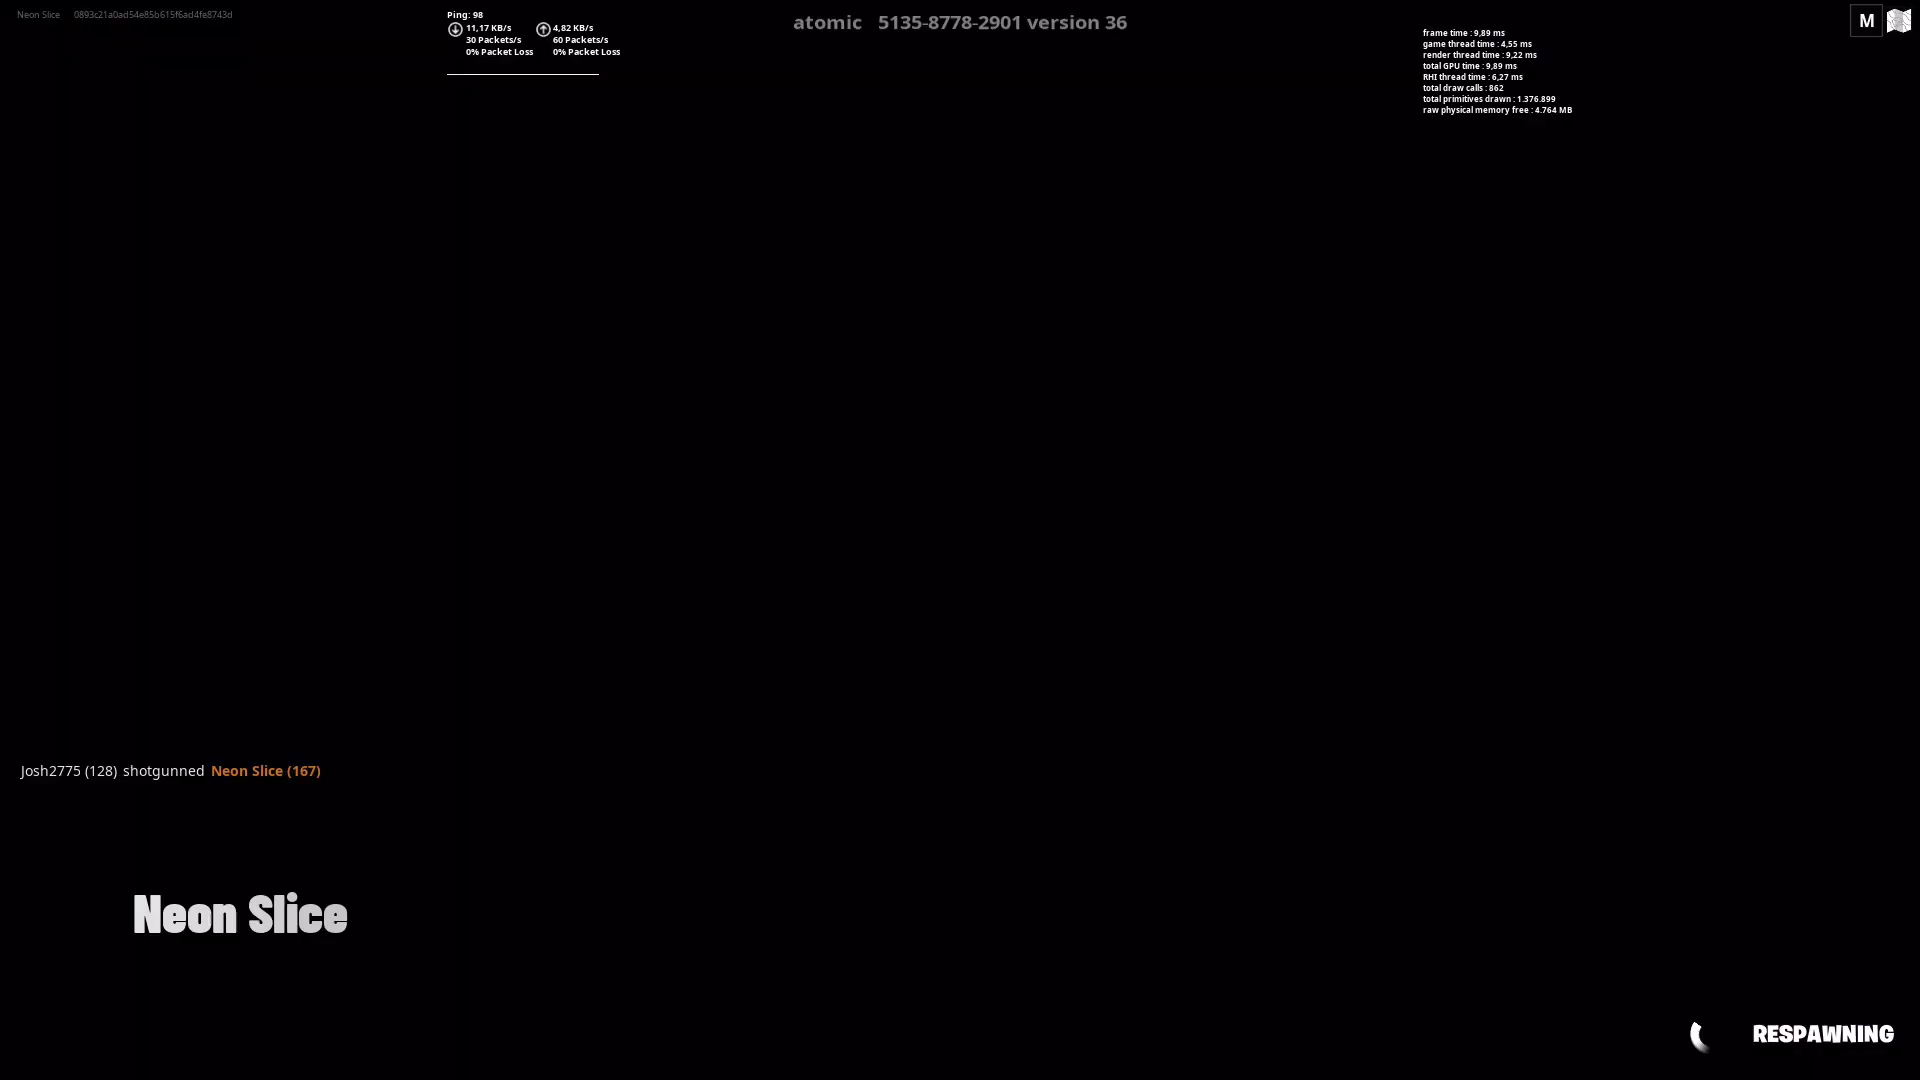 Neon Slice 0893c21a0ad54e85b615f6ad4fe8743d
Ping: 98
11,17 KB/s 4,82 KB/s
30 Packets/s 60 Packets/s
0% Packet Loss 0% Packet Loss
atomic 5135-8778-2901 version 36
frame time : 9,89 ms
game thread time : 4,55 ms
render thread time : 9,22 ms
total GPU time : 9,89 ms
RHI thread time : 6,27 ms
total draw calls : 862
total primitives drawn : 1.376.899
raw physical memory free : 4.764 MB
M
Josh2775 (128) shotgunned Neon Slice (167)
Neon Slice
RESPAWNING